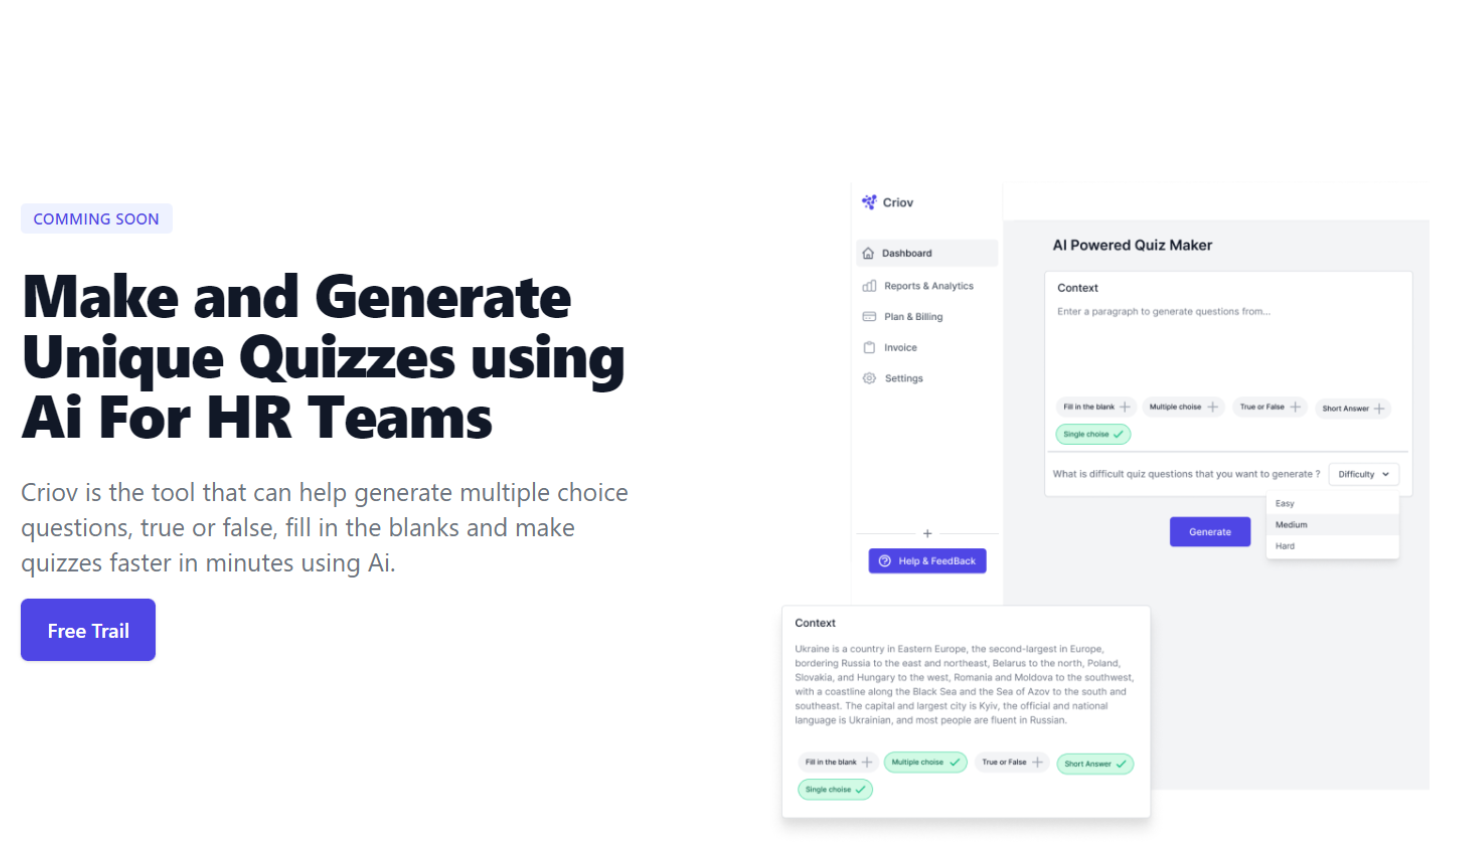 COMMING SOON
Make and Generate
Unique Quizzes using
Ai For HR Teams
Criov is the tool that can help generate multiple choice
questions, true or false, fill in the blanks and make
quizzes faster in minutes using Ai.
Free Trail
Criov
Dashboard
Reports & Analytics
Plan & Billing
Invoice
Settings
Help & FeedBack
AI Powered Quiz Maker
Context
Enter a paragraph to generate questions from...
Fill in the blank Multiple choise True or False Short Answer
Single choise
What is difficult quiz questions that you want to generate ? Difficulty
Easy
Medium
Hard
Generate
Context
Ukraine is a country in Eastern Europe, the second-largest in Europe,
bordering Russia to the east and northeast, Belarus to the north, Poland,
Slovakia, and Hungary to the west, Romania and Moldova to the southwest,
with a coastline along the Black Sea and the Sea of Azov to the south and
southeast. The capital and largest city is Kyiv, the official and national
language is Ukrainian, and most people are fluent in Russian.
Fill in the blank Multiple choise True or False Short Answer
Single choise